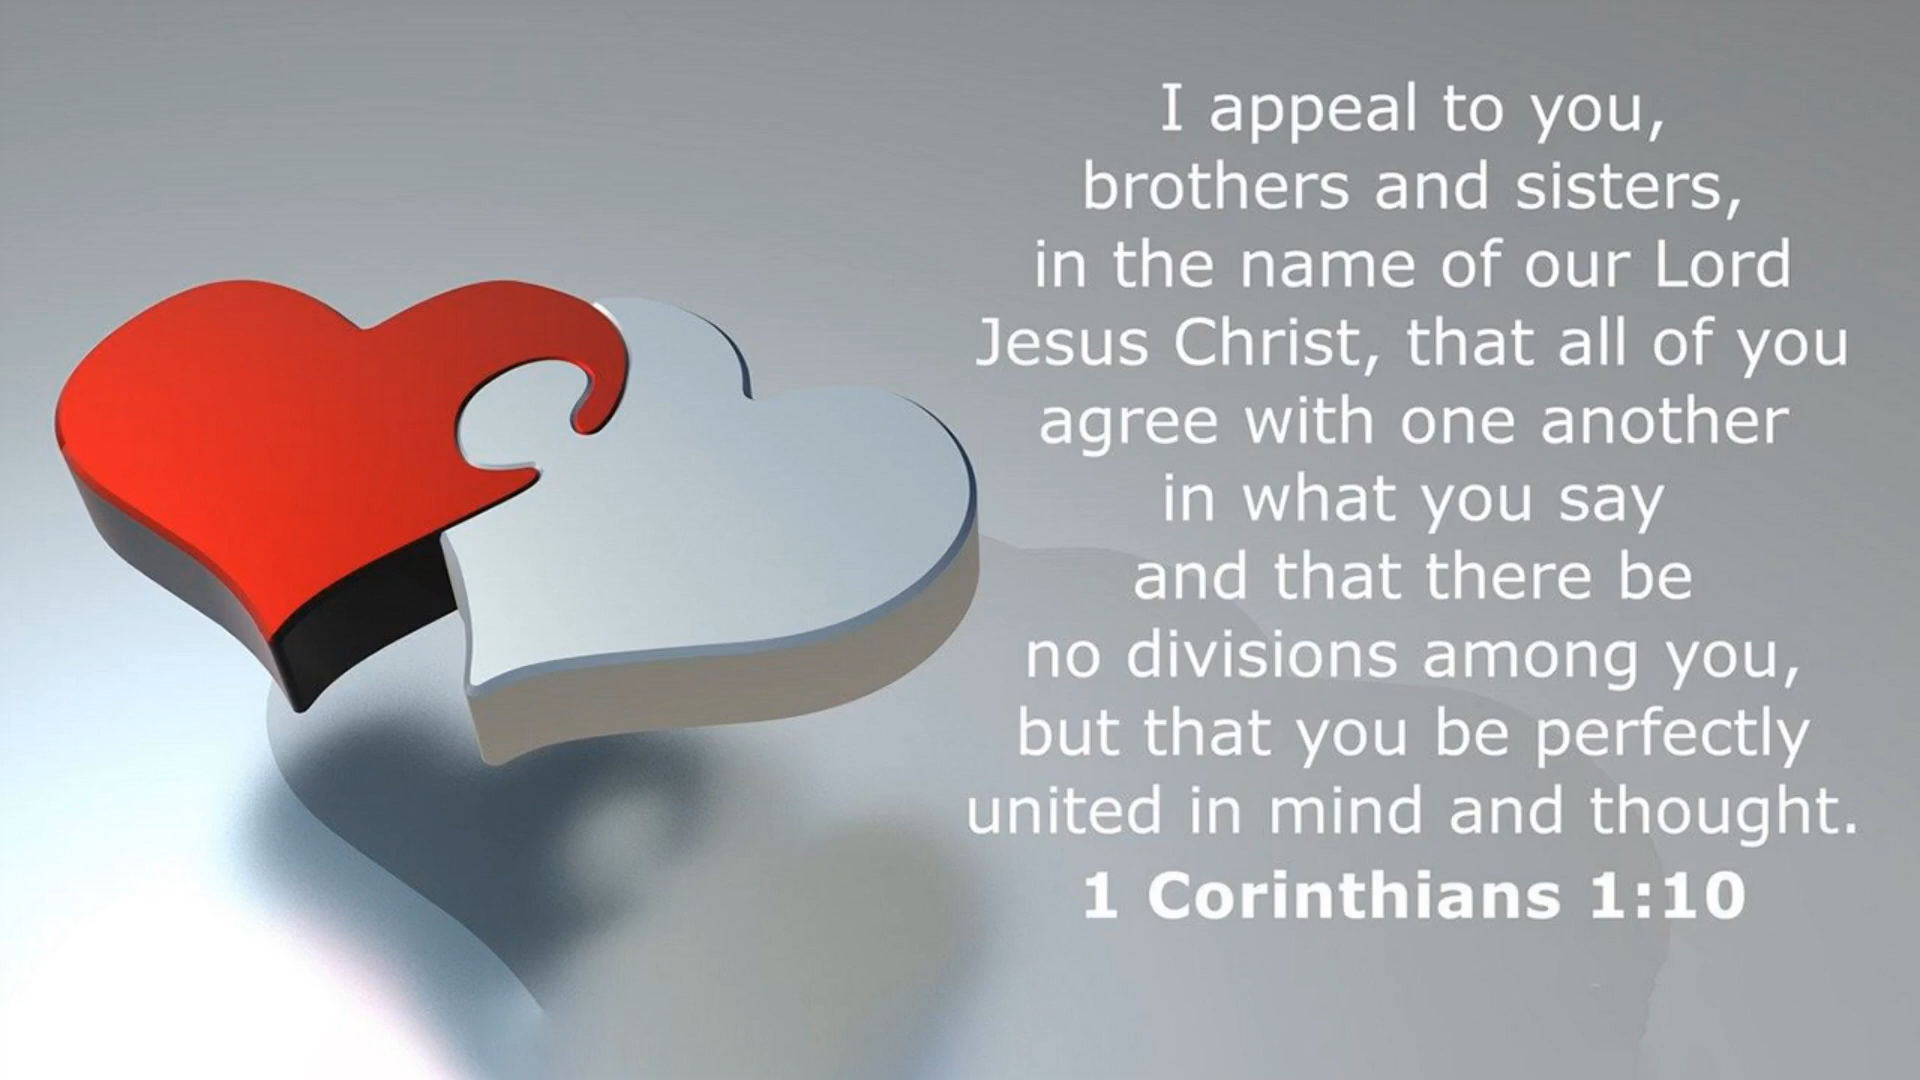 I appeal to you,
brothers and sisters,
in the name of our Lord
Jesus Christ, that all of you
agree with one another
in what you say
and that there be
no divisions among you,
but that you be perfectly
united in mind and thought.
1 Corinthians 1:10